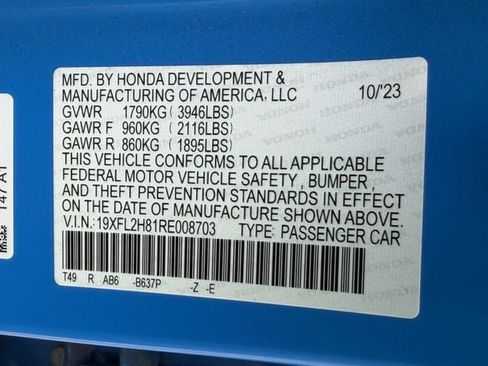 MFD. BY HONDA DEVELOPMENT &
MANUFACTURING OF AMERICA, LLC 10/'23
GVWR 1790KG (3946LBS)
GAWR F 960KG (2116LBS)
GAWR R 860KG (1895LBS)
THIS VEHICLE CONFORMS TO ALL APPLICABLE
FEDERAL MOTOR VEHICLE SAFETY, BUMPER,
AND THEFT PREVENTION STANDARDS IN EFFECT
ON THE DATE OF MANUFACTURE SHOWN ABOVE.
V.I.N.: 19XFL2H81RE008703 TYPE: PASSENGER CAR
T49 R AB6 -B637P -Z -E
T47 A1